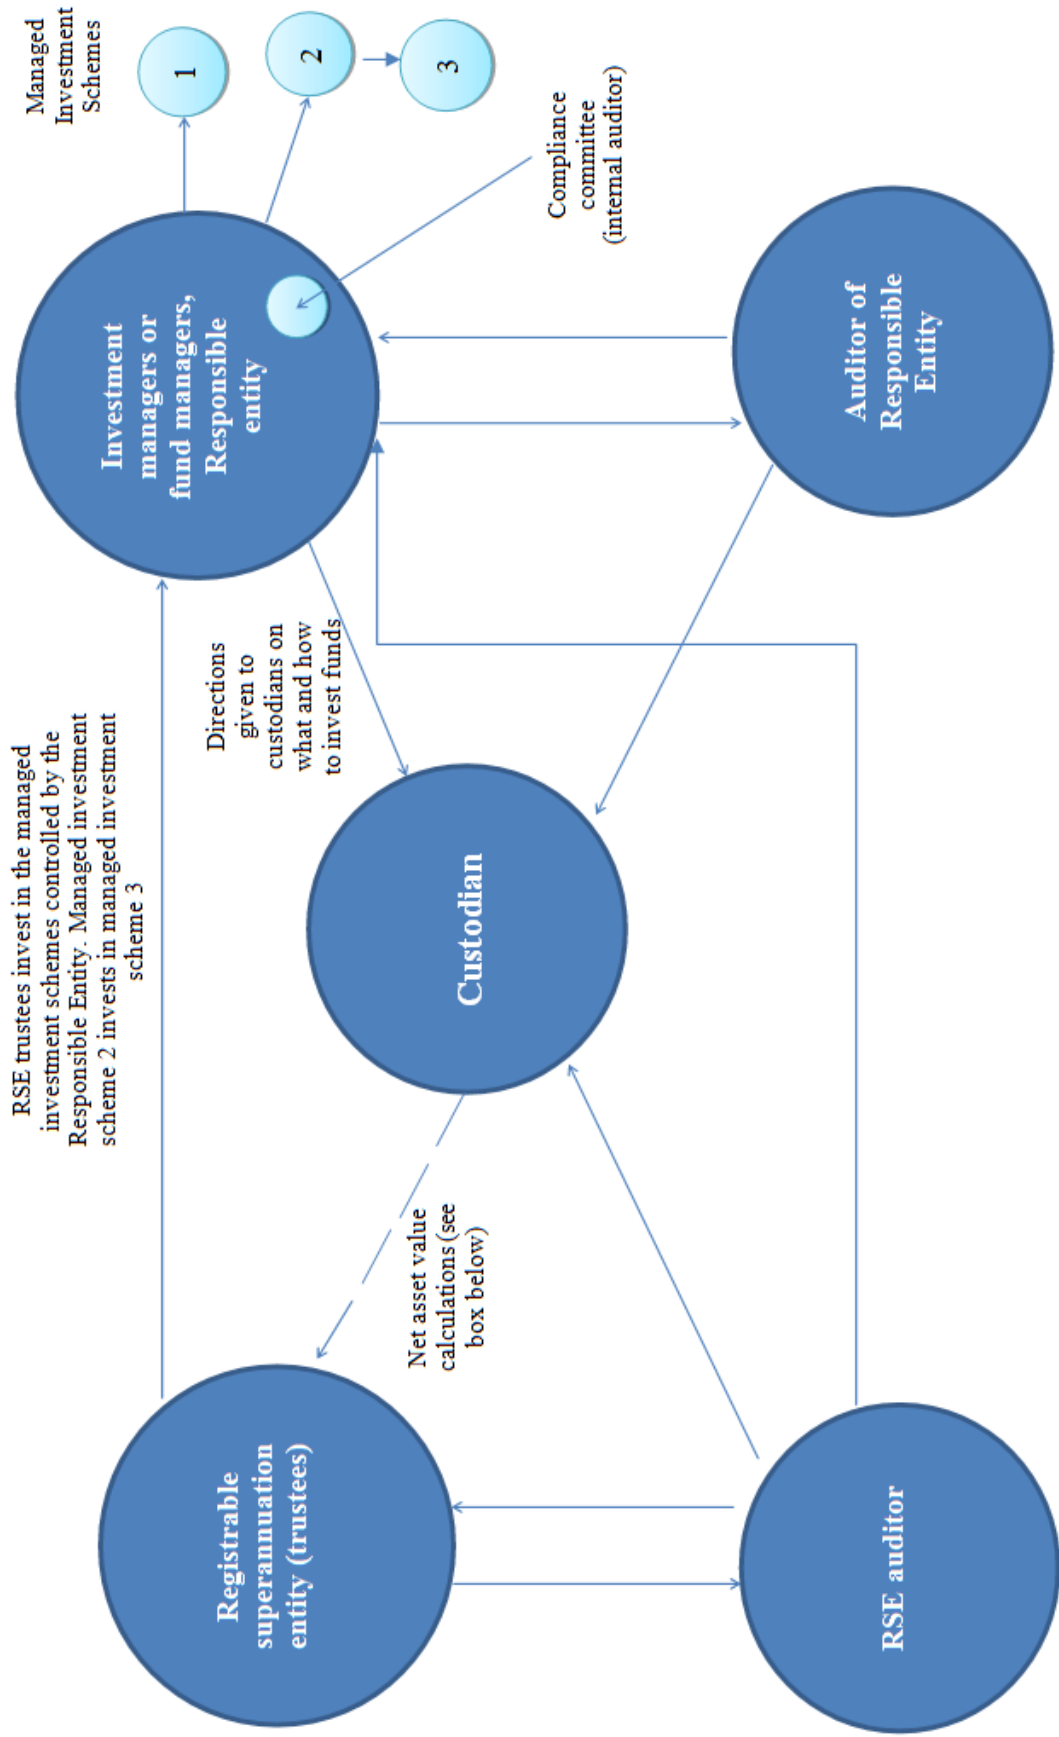 RSE trustees invest in the managed
investment schemes controlled by the
Responsible Entity. Managed investment
scheme 2 invests in managed investment
scheme 3
Managed
Investment
Schemes
1
2
3
Investment
managers or
fund managers,
Responsible
entity
Registrable
superannuation
entity (trustees)
Directions
given to
custodians on
what and how
to invest funds
Custodian
Net asset value
calculations (see
box below)
Compliance
committee
(internal auditor)
RSE auditor
Auditor of
Responsible
Entity